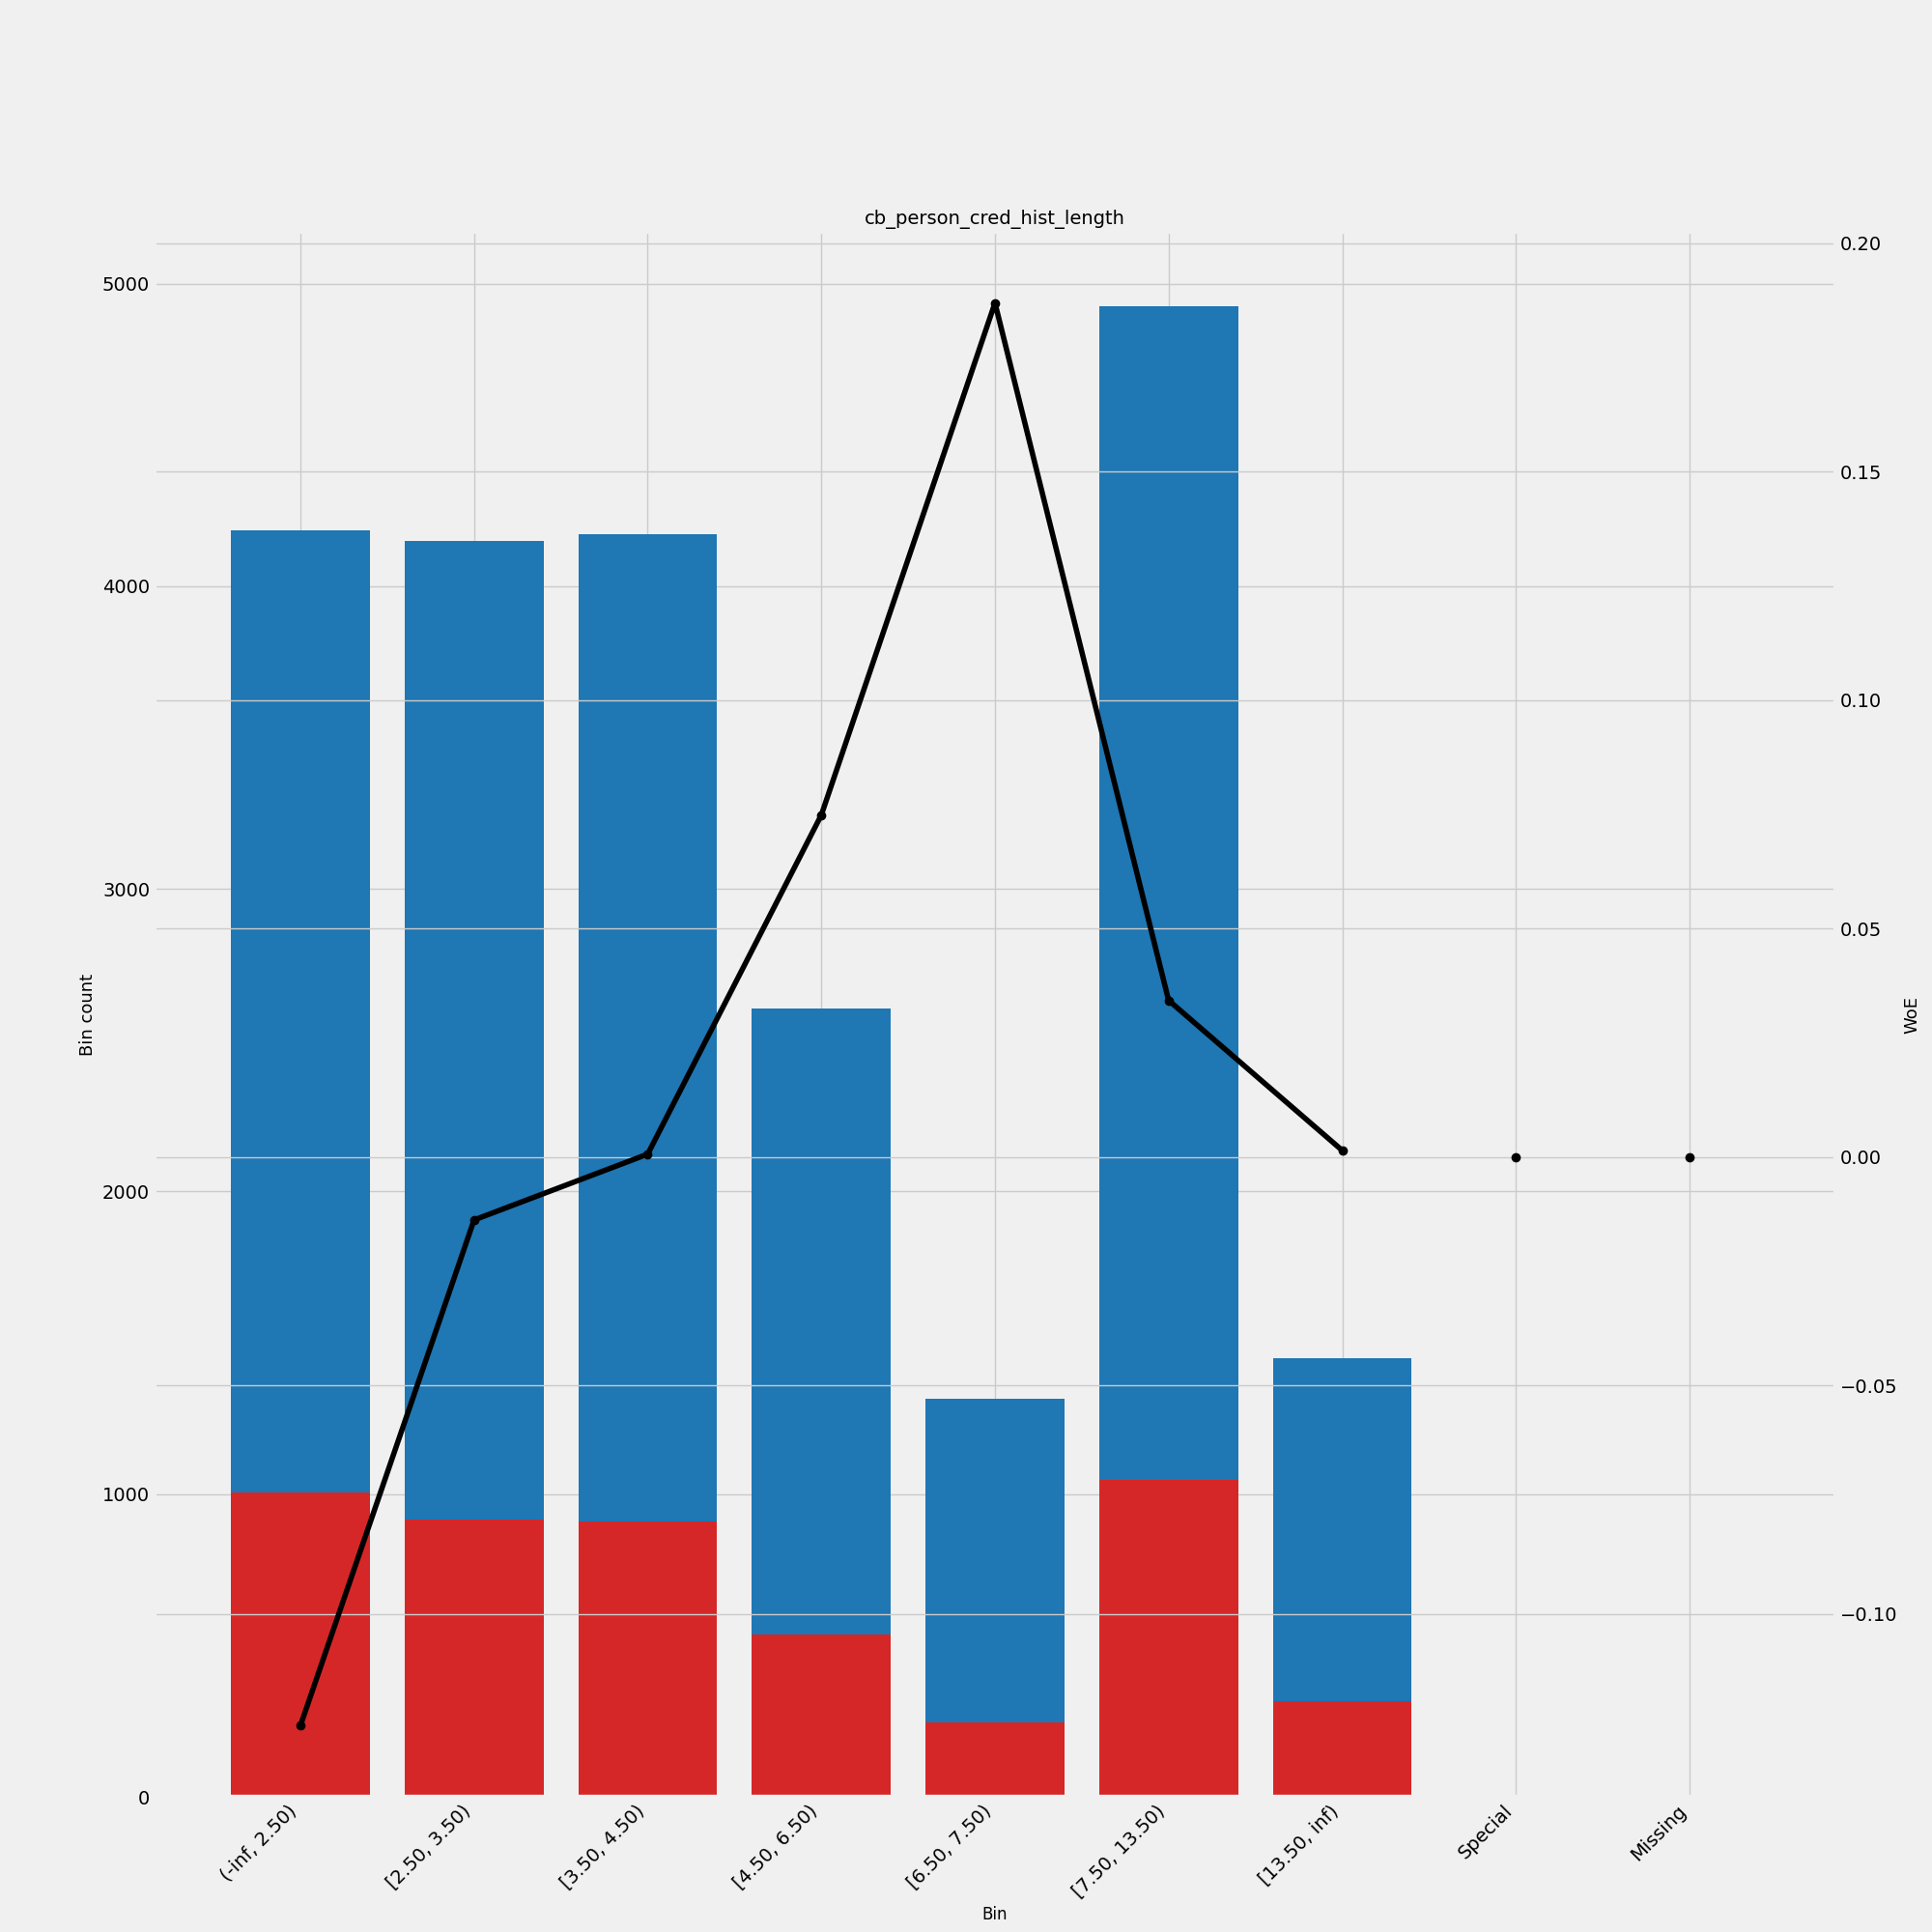 cb_person_cred_hist_length
5000
4000
3000
2000
1000
0
Bin count
0.20
0.15
0.10
0.05
0.00
−0.05
−0.10
WoE
(-inf, 2.50)
[2.50, 3.50)
[3.50, 4.50)
[4.50, 6.50)
[6.50, 7.50)
[7.50, 13.50)
[13.50, inf)
Special
Missing
Bin